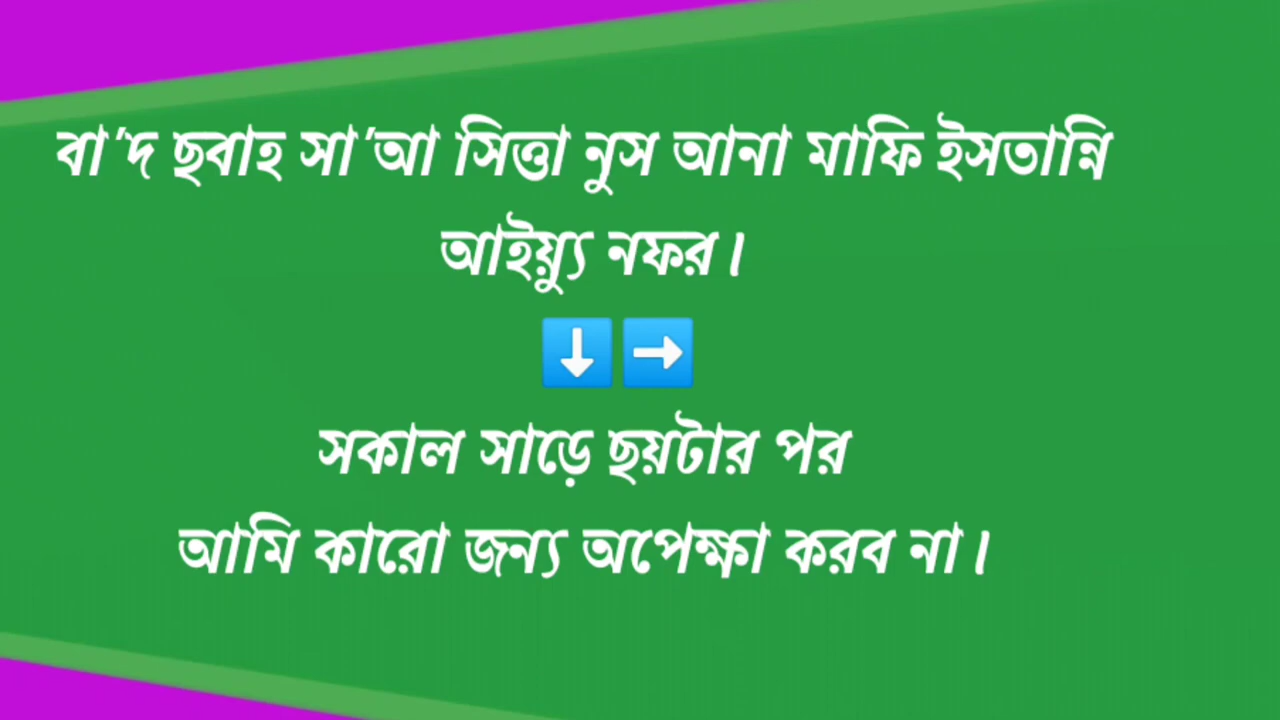 বা'দ ছবাহ সা'আ সিত্তা নুস আনা মাফি ইসতান্নি
আইয়্যু নফর।
⬇️➡️
সকাল সাড়ে ছয়টার পর
আমি কারো জন্য অপেক্ষা করব না।